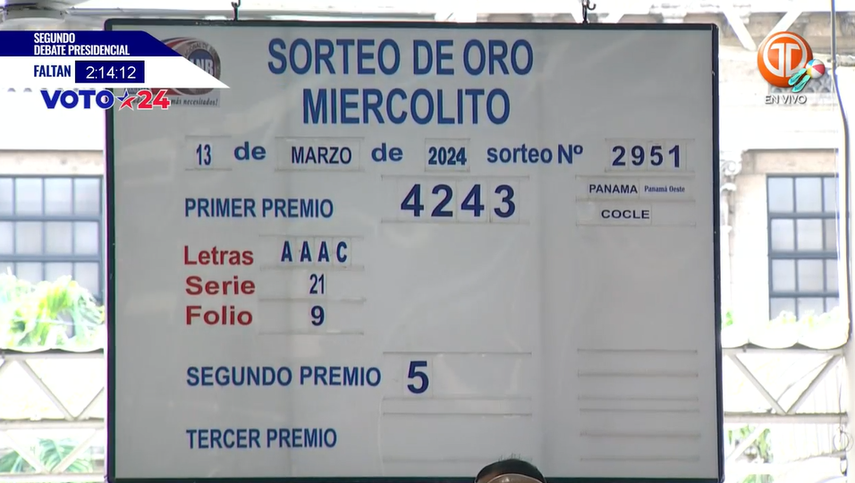 SEGUNDO
DEBATE PRESIDENCIAL
FALTAN 2:14:12
VOTO★24
más necesitados!
EN VIVO
SORTEO DE ORO
MIERCOLITO
13 de MARZO de 2024 sorteo Nº 2951
PRIMER PREMIO 4243 PANAMA Panamá Oeste
COCLE
Letras AAAC
Serie 21
Folio 9
SEGUNDO PREMIO 5
TERCER PREMIO